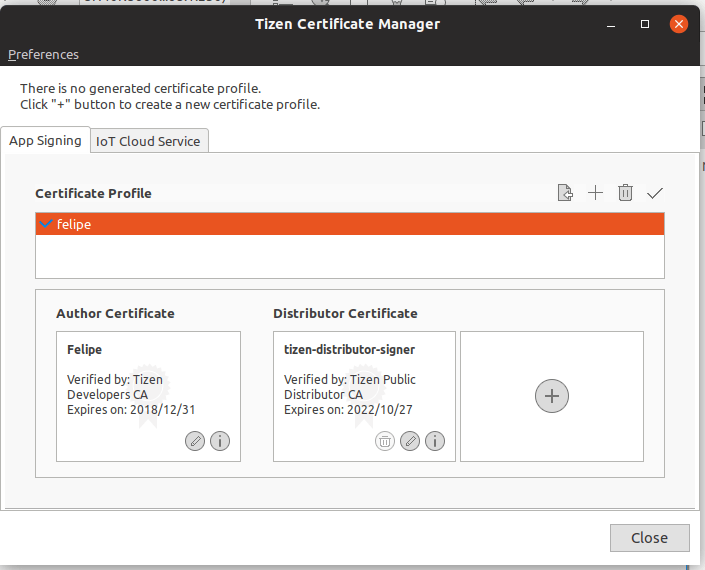 Tizen Certificate Manager
Preferences
There is no generated certificate profile.
Click "+" button to create a new certificate profile.
App Signing
IoT Cloud Service
Certificate Profile
felipe
Author Certificate
Distributor Certificate
Felipe
Verified by: Tizen
Developers CA
Expires on: 2018/12/31
tizen-distributor-signer
Verified by: Tizen Public
Distributor CA
Expires on: 2022/10/27
Close